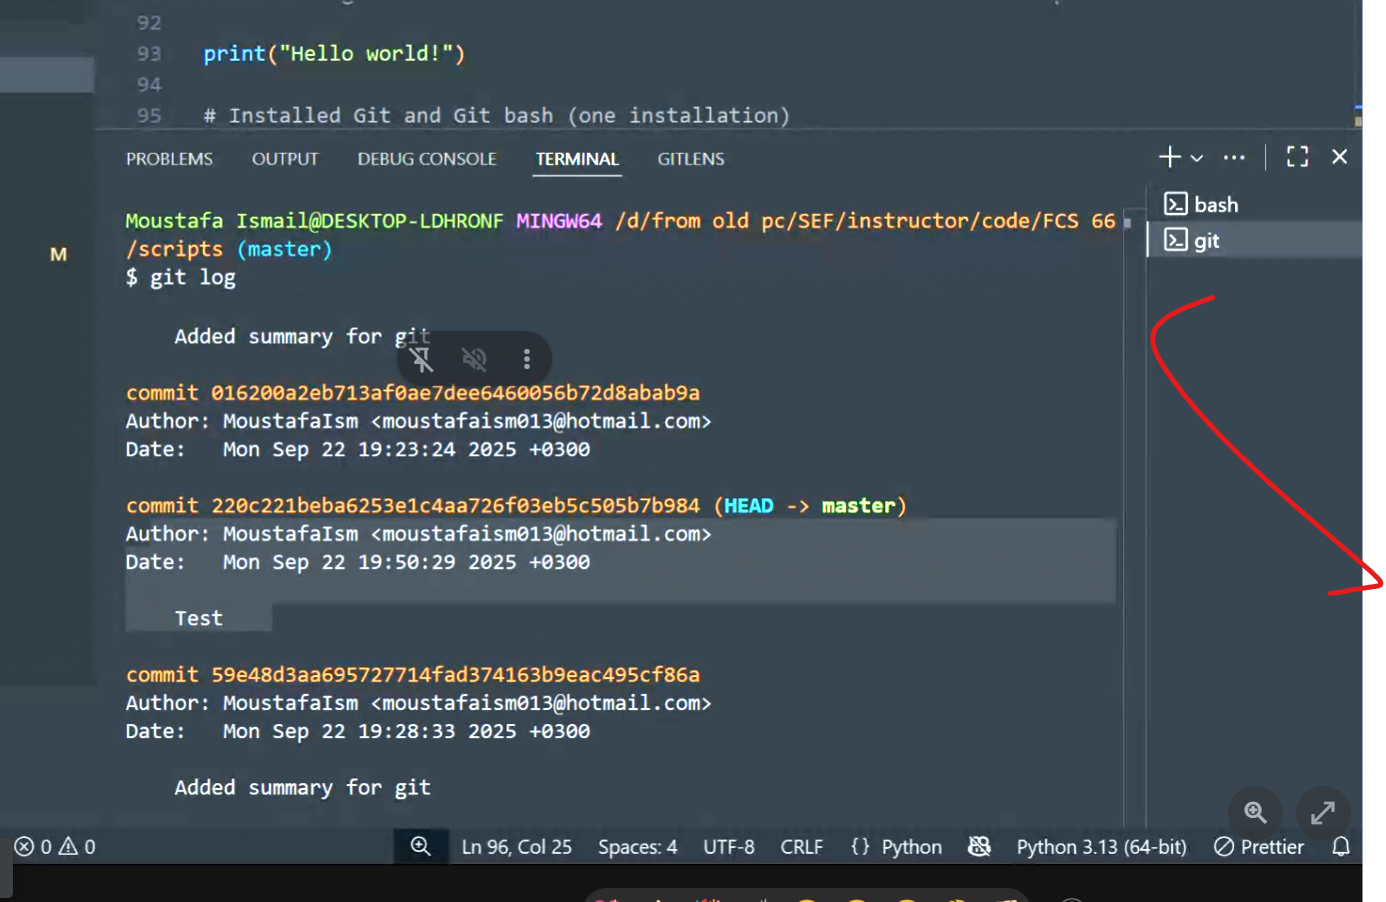 92
93 print("Hello world!")
94
95 # Installed Git and Git bash (one installation)
PROBLEMS OUTPUT DEBUG CONSOLE TERMINAL GITLENS
bash
git
M
Moustafa Ismail@DESKTOP-LDHRONF MINGW64 /d/from old pc/SEF/instructor/code/FCS 66
/scripts (master)
$ git log
Added summary for git
commit 016200a2eb713af0ae7dee6460056b72d8abab9a
Author: MoustafaIsm <moustafaism013@hotmail.com>
Date: Mon Sep 22 19:23:24 2025 +0300
commit 220c221beba6253e1c4aa726f03eb5c505b7b984 (HEAD -> master)
Author: MoustafaIsm <moustafaism013@hotmail.com>
Date: Mon Sep 22 19:50:29 2025 +0300
Test
commit 59e48d3aa695727714fad374163b9eac495cf86a
Author: MoustafaIsm <moustafaism013@hotmail.com>
Date: Mon Sep 22 19:28:33 2025 +0300
Added summary for git
0 0 Ln 96, Col 25 Spaces: 4 UTF-8 CRLF {} Python Python 3.13 (64-bit) Prettier